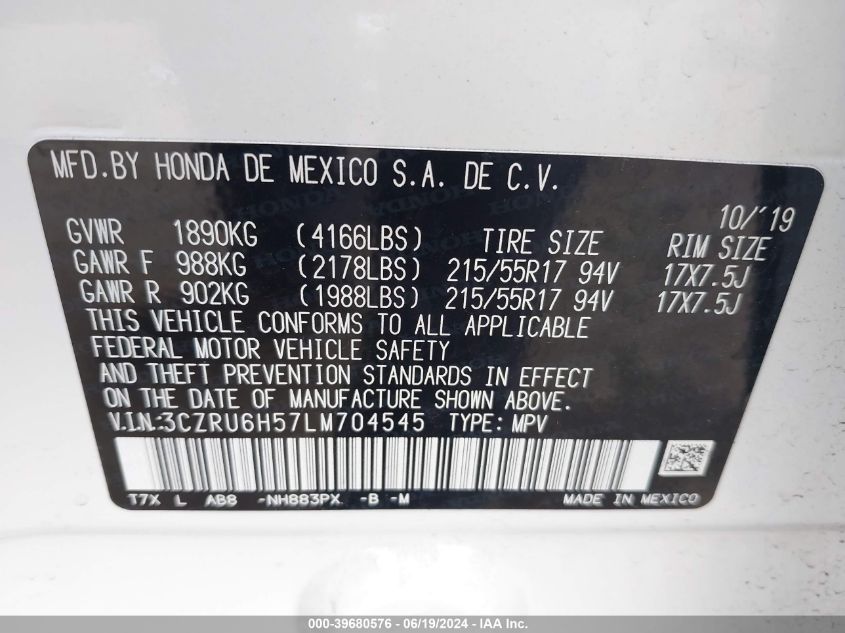 MFD.BY HONDA DE MEXICO S.A. DE C.V.
10/'19
GVWR 1890KG (4166LBS) TIRE SIZE RIM SIZE
GAWR F 988KG (2178LBS) 215/55R17 94V 17X7.5J
GAWR R 902KG (1988LBS) 215/55R17 94V 17X7.5J
THIS VEHICLE CONFORMS TO ALL APPLICABLE
FEDERAL MOTOR VEHICLE SAFETY
AND THEFT PREVENTION STANDARDS IN EFFECT
ON THE DATE OF MANUFACTURE SHOWN ABOVE.
V.I.N.:3CZRU6H57LM704545 TYPE: MPV
T7X L AB8 -NH883PX -B -M MADE IN MEXICO
000-39680576 - 06/19/2024 - IAA Inc.